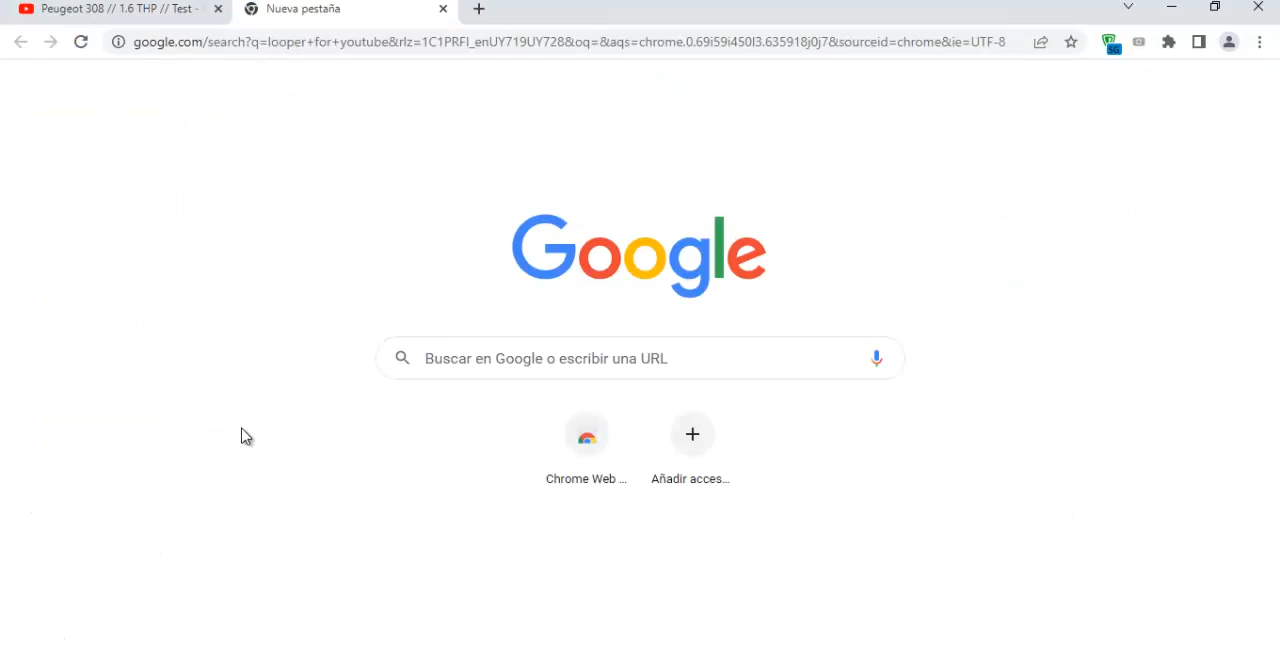 Peugeot 308 // 1.6 THP // Test -
Nueva pestaña
google.com/search?q=looper+for+youtube&rlz=1C1PRFI_enUY719UY728&oq=&aqs=chrome.0.69i59i450l3.635918j0j7&sourceid=chrome&ie=UTF-8
SG
Google
Buscar en Google o escribir una URL
Chrome Web ...
Añadir acces...